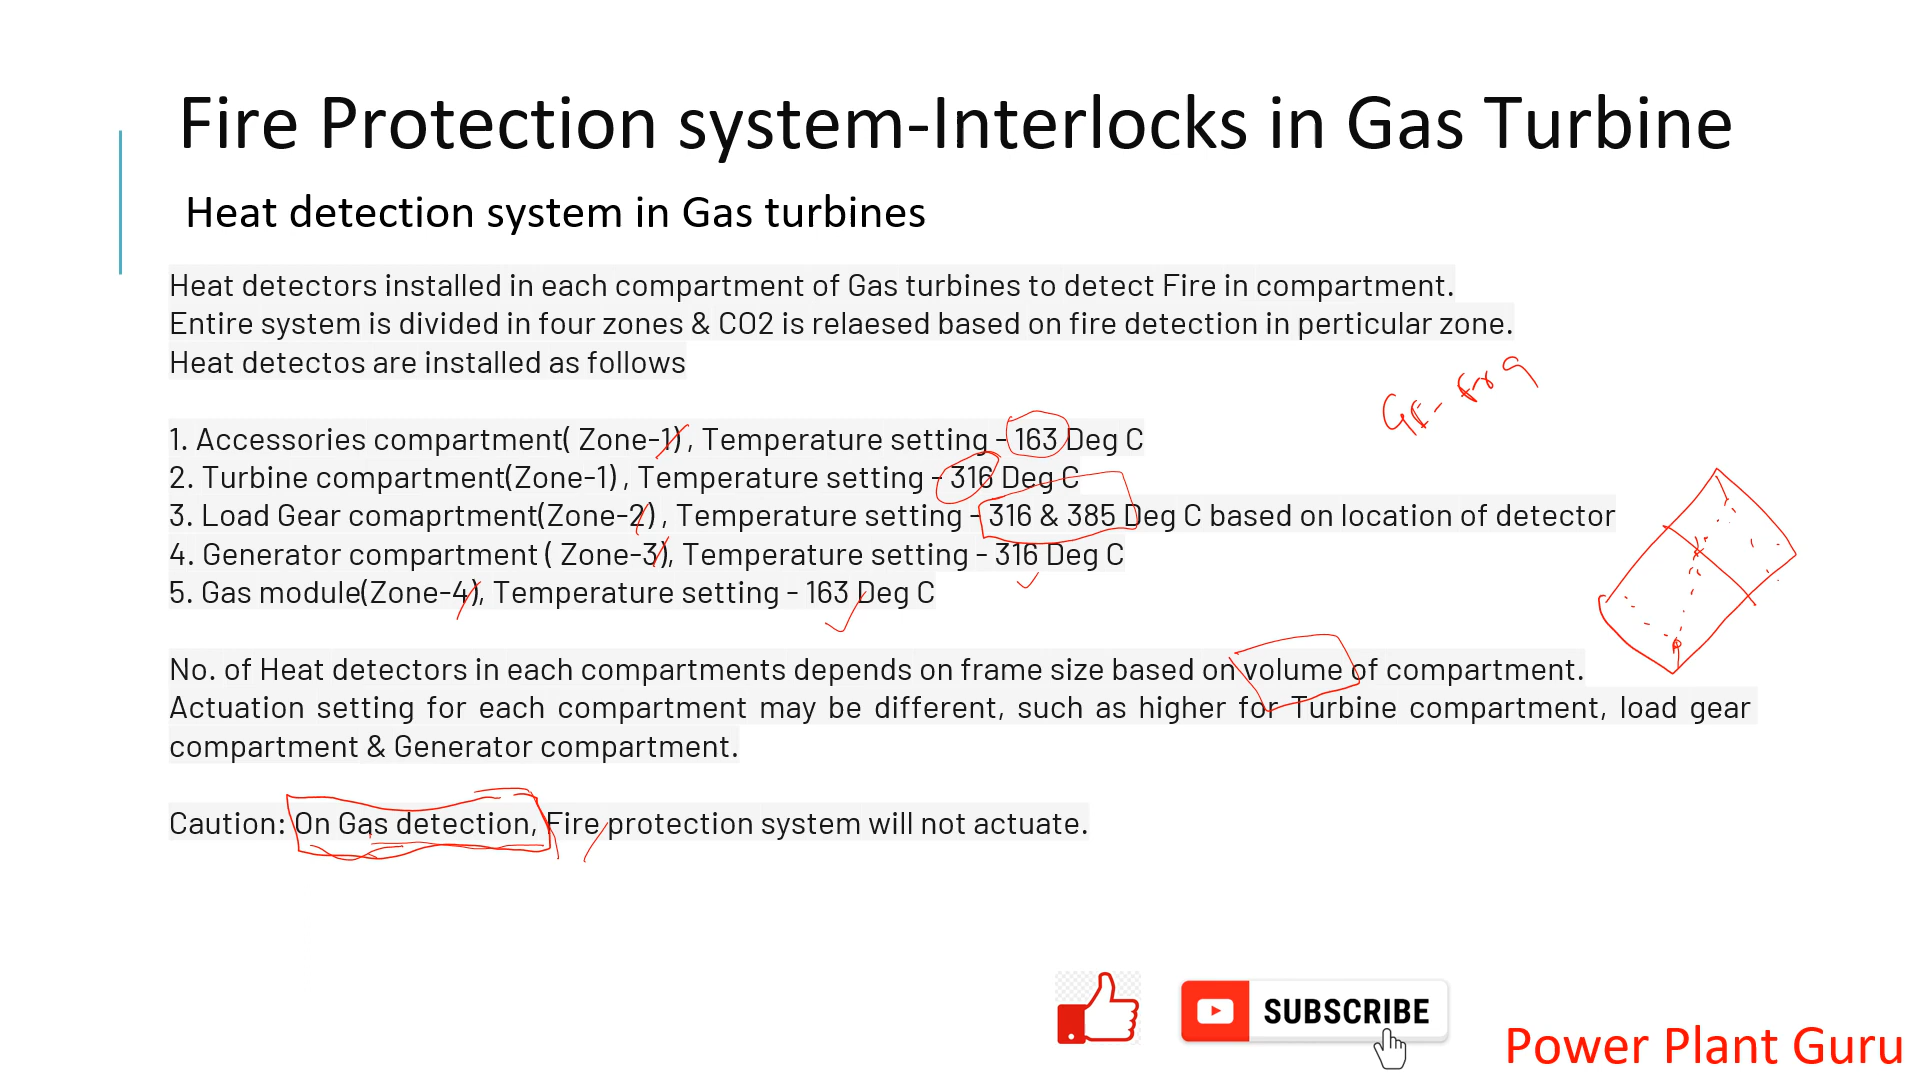 Fire Protection system-Interlocks in Gas Turbine
Heat detection system in Gas turbines
Heat detectors installed in each compartment of Gas turbines to detect Fire in compartment.
Entire system is divided in four zones & CO2 is relaesed based on fire detection in perticular zone.
Heat detectos are installed as follows
1. Accessories compartment( Zone-1) , Temperature setting - 163 Deg C
2. Turbine compartment(Zone-1) , Temperature setting - 316 Deg C
3. Load Gear comaprtment(Zone-2) , Temperature setting - 316 & 385 Deg C based on location of detector
4. Generator compartment ( Zone-3), Temperature setting - 316 Deg C
5. Gas module(Zone-4), Temperature setting - 163 Deg C
No. of Heat detectors in each compartments depends on frame size based on volume of compartment.
Actuation setting for each compartment may be different, such as higher for Turbine compartment, load gear
compartment & Generator compartment.
Caution: On Gas detection, Fire protection system will not actuate.
SUBSCRIBE
Power Plant Guru